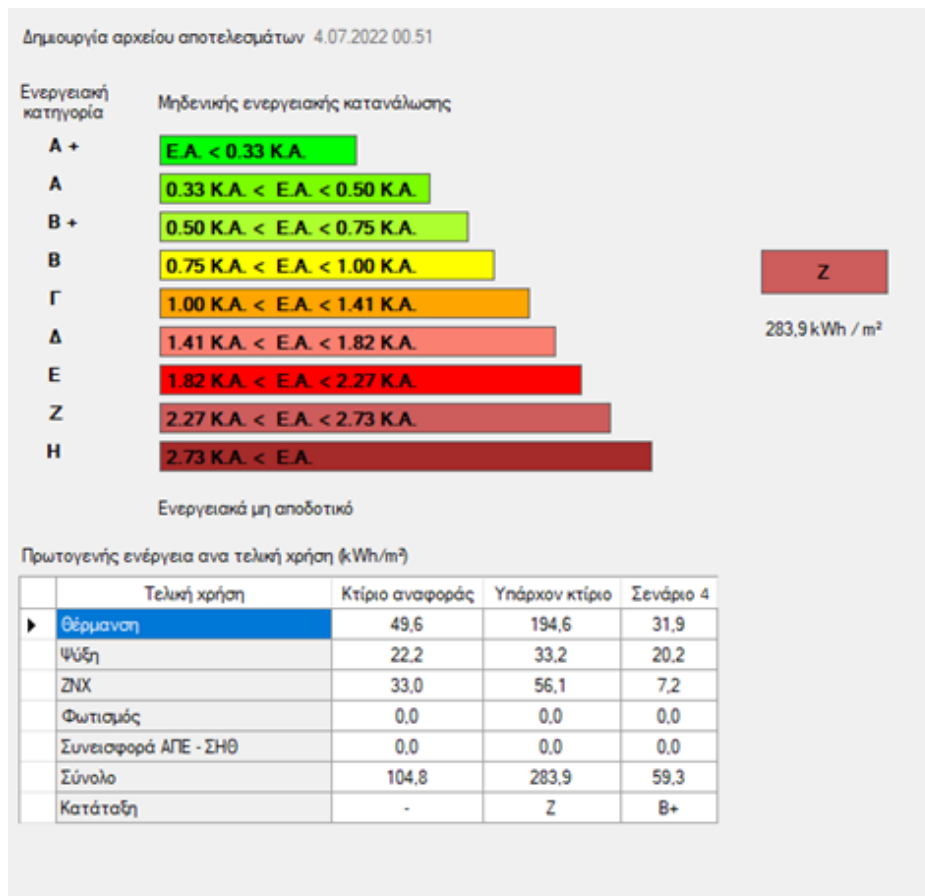 Δημιουργία αρχείου αποτελεσμάτων 4.07.2022 00.51
Ενεργειακή κατηγορία
Μηδενικής ενεργειακής κατανάλωσης
A + E.A. < 0.33 K.A.
A 0.33 K.A. < E.A. < 0.50 K.A.
B + 0.50 K.A. < E.A. < 0.75 K.A.
B 0.75 K.A. < E.A. < 1.00 K.A.
Γ 1.00 K.A. < E.A. < 1.41 K.A.
Δ 1.41 K.A. < E.A. < 1.82 K.A.
E 1.82 K.A. < E.A. < 2.27 K.A.
Z 2.27 K.A. < E.A. < 2.73 K.A.
H 2.73 K.A. < E.A.
Z
283,9 kWh / m²
Ενεργειακά μη αποδοτικό
Πρωτογενής ενέργεια ανα τελική χρήση (kWh/m²)
Τελική χρήση Κτίριο αναφοράς Υπάρχον κτίριο Σενάριο 4
Θέρμανση 49,6 194,6 31,9
Ψύξη 22,2 33,2 20,2
ZNX 33,0 56,1 7,2
Φωτισμός 0,0 0,0 0,0
Συνεισφορά ΑΠΕ - ΣΗΘ 0,0 0,0 0,0
Σύνολο 104,8 283,9 59,3
Κατάταξη - Z B+